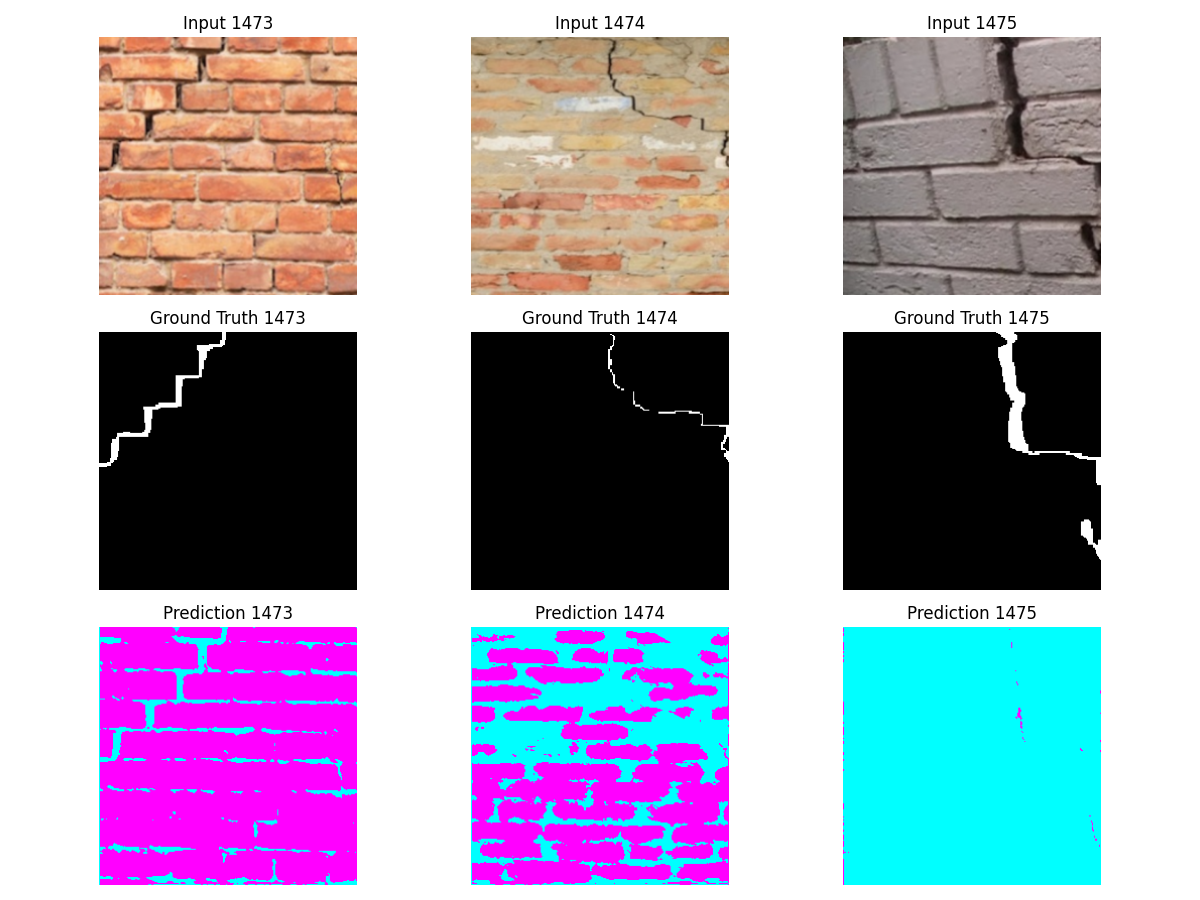 Input 1473
Input 1474
Input 1475
Ground Truth 1473
Ground Truth 1474
Ground Truth 1475
Prediction 1473
Prediction 1474
Prediction 1475